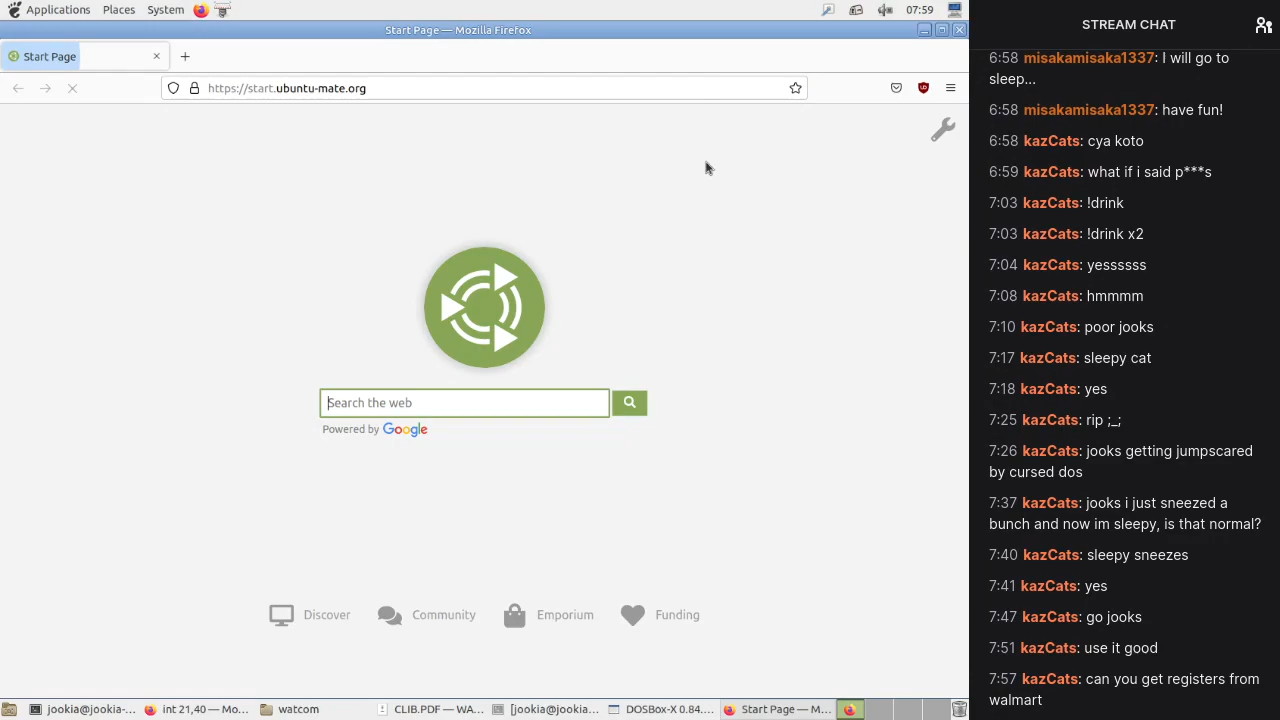 Applications Places System 07:59
Start Page — Mozilla Firefox
Start Page
https://start.ubuntu-mate.org
Search the web
Powered by Google
Discover Community Emporium Funding
jookia@jookia-... int 21,40 — Mo... watcom CLIB.PDF — WA... [jookia@jookia... DOSBox-X 0.84.... Start Page — M...
STREAM CHAT
6:58 misakamisaka1337: I will go to
sleep...
6:58 misakamisaka1337: have fun!
6:58 kazCats: cya koto
6:59 kazCats: what if i said p***s
7:03 kazCats: !drink
7:03 kazCats: !drink x2
7:04 kazCats: yessssss
7:08 kazCats: hmmmm
7:10 kazCats: poor jooks
7:17 kazCats: sleepy cat
7:18 kazCats: yes
7:25 kazCats: rip ;_;
7:26 kazCats: jooks getting jumpscared
by cursed dos
7:37 kazCats: jooks i just sneezed a
bunch and now im sleepy, is that normal?
7:40 kazCats: sleepy sneezes
7:41 kazCats: yes
7:47 kazCats: go jooks
7:51 kazCats: use it good
7:57 kazCats: can you get registers from
walmart